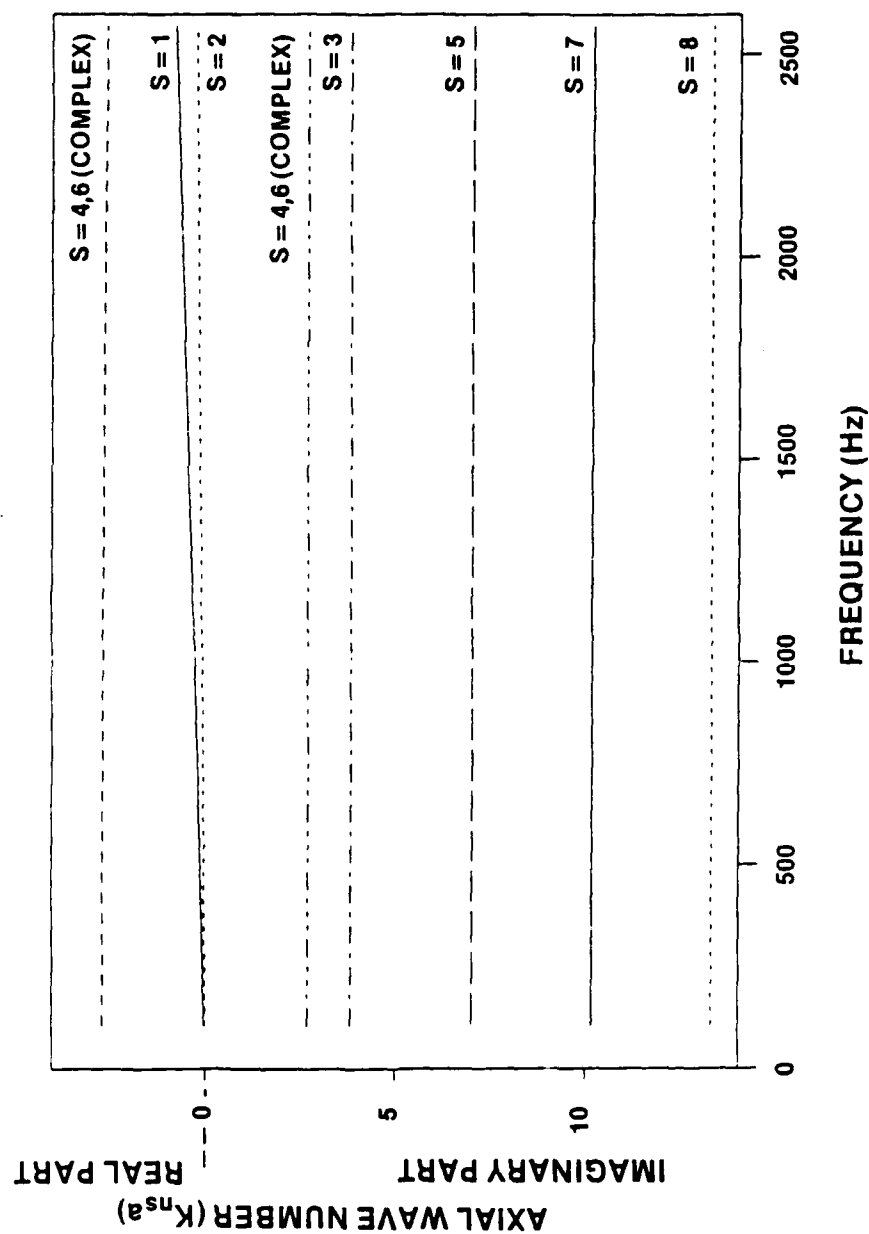 AXIAL WAVE NUMBER (Knsa)
REAL PART
IMAGINARY PART
0
5
10
S = 4,6 (COMPLEX)
S = 1
S = 2
S = 4,6 (COMPLEX)
S = 3
S = 5
S = 7
S = 8
0
500
1000
1500
2000
2500
FREQUENCY (Hz)